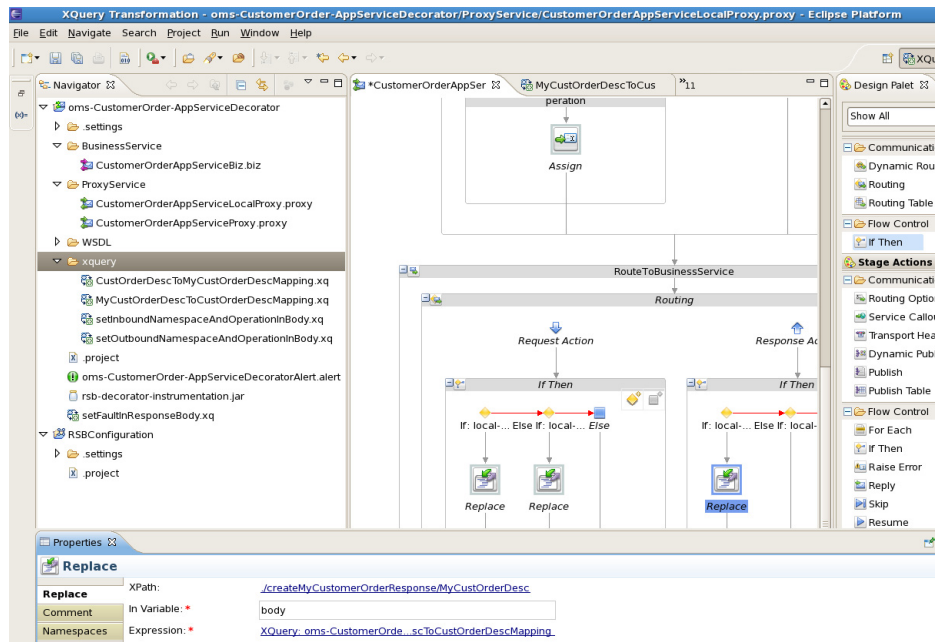 XQuery Transformation - oms-CustomerOrder-AppServiceDecorator/ProxyService/CustomerOrderAppServiceLocalProxy.proxy - Eclipse Platform
File Edit Navigate Search Project Run Window Help
XQu
Navigator
oms-CustomerOrder-AppServiceDecorator
.settings
BusinessService
CustomerOrderAppServiceBiz.biz
ProxyService
CustomerOrderAppServiceLocalProxy.proxy
CustomerOrderAppServiceProxy.proxy
WSDL
xquery
CustOrderDescToMyCustOrderDescMapping.xq
MyCustOrderDescToCustOrderDescMapping.xq
setInboundNamespaceAndOperationInBody.xq
setOutboundNamespaceAndOperationInBody.xq
.project
oms-CustomerOrder-AppServiceDecoratorAlert.alert
rsb-decorator-instrumentation.jar
setFaultInResponseBody.xq
RSBConfiguration
.settings
.project
*CustomerOrderAppSer MyCustOrderDescToCus »11
peration
Assign
RouteToBusinessService
Routing
Request Action Response Ac
If Then If Then
If: local-... Else If: local-... Else If: local-... Else If: local-
Replace Replace Replace
Design Palet
Show All
Communicati
Dynamic Rou
Routing
Routing Table
Flow Control
If Then
Stage Actions
Communicati
Routing Optio
Service Callou
Transport Hea
Dynamic Publ
Publish
Publish Table
Flow Control
For Each
If Then
Raise Error
Reply
Skip
Resume
Properties
Replace
Replace
Comment
Namespaces
XPath: ./createMyCustomerOrderResponse/MyCustOrderDesc
In Variable: * body
Expression: * XQuery: oms-CustomerOrde...scToCustOrderDescMapping